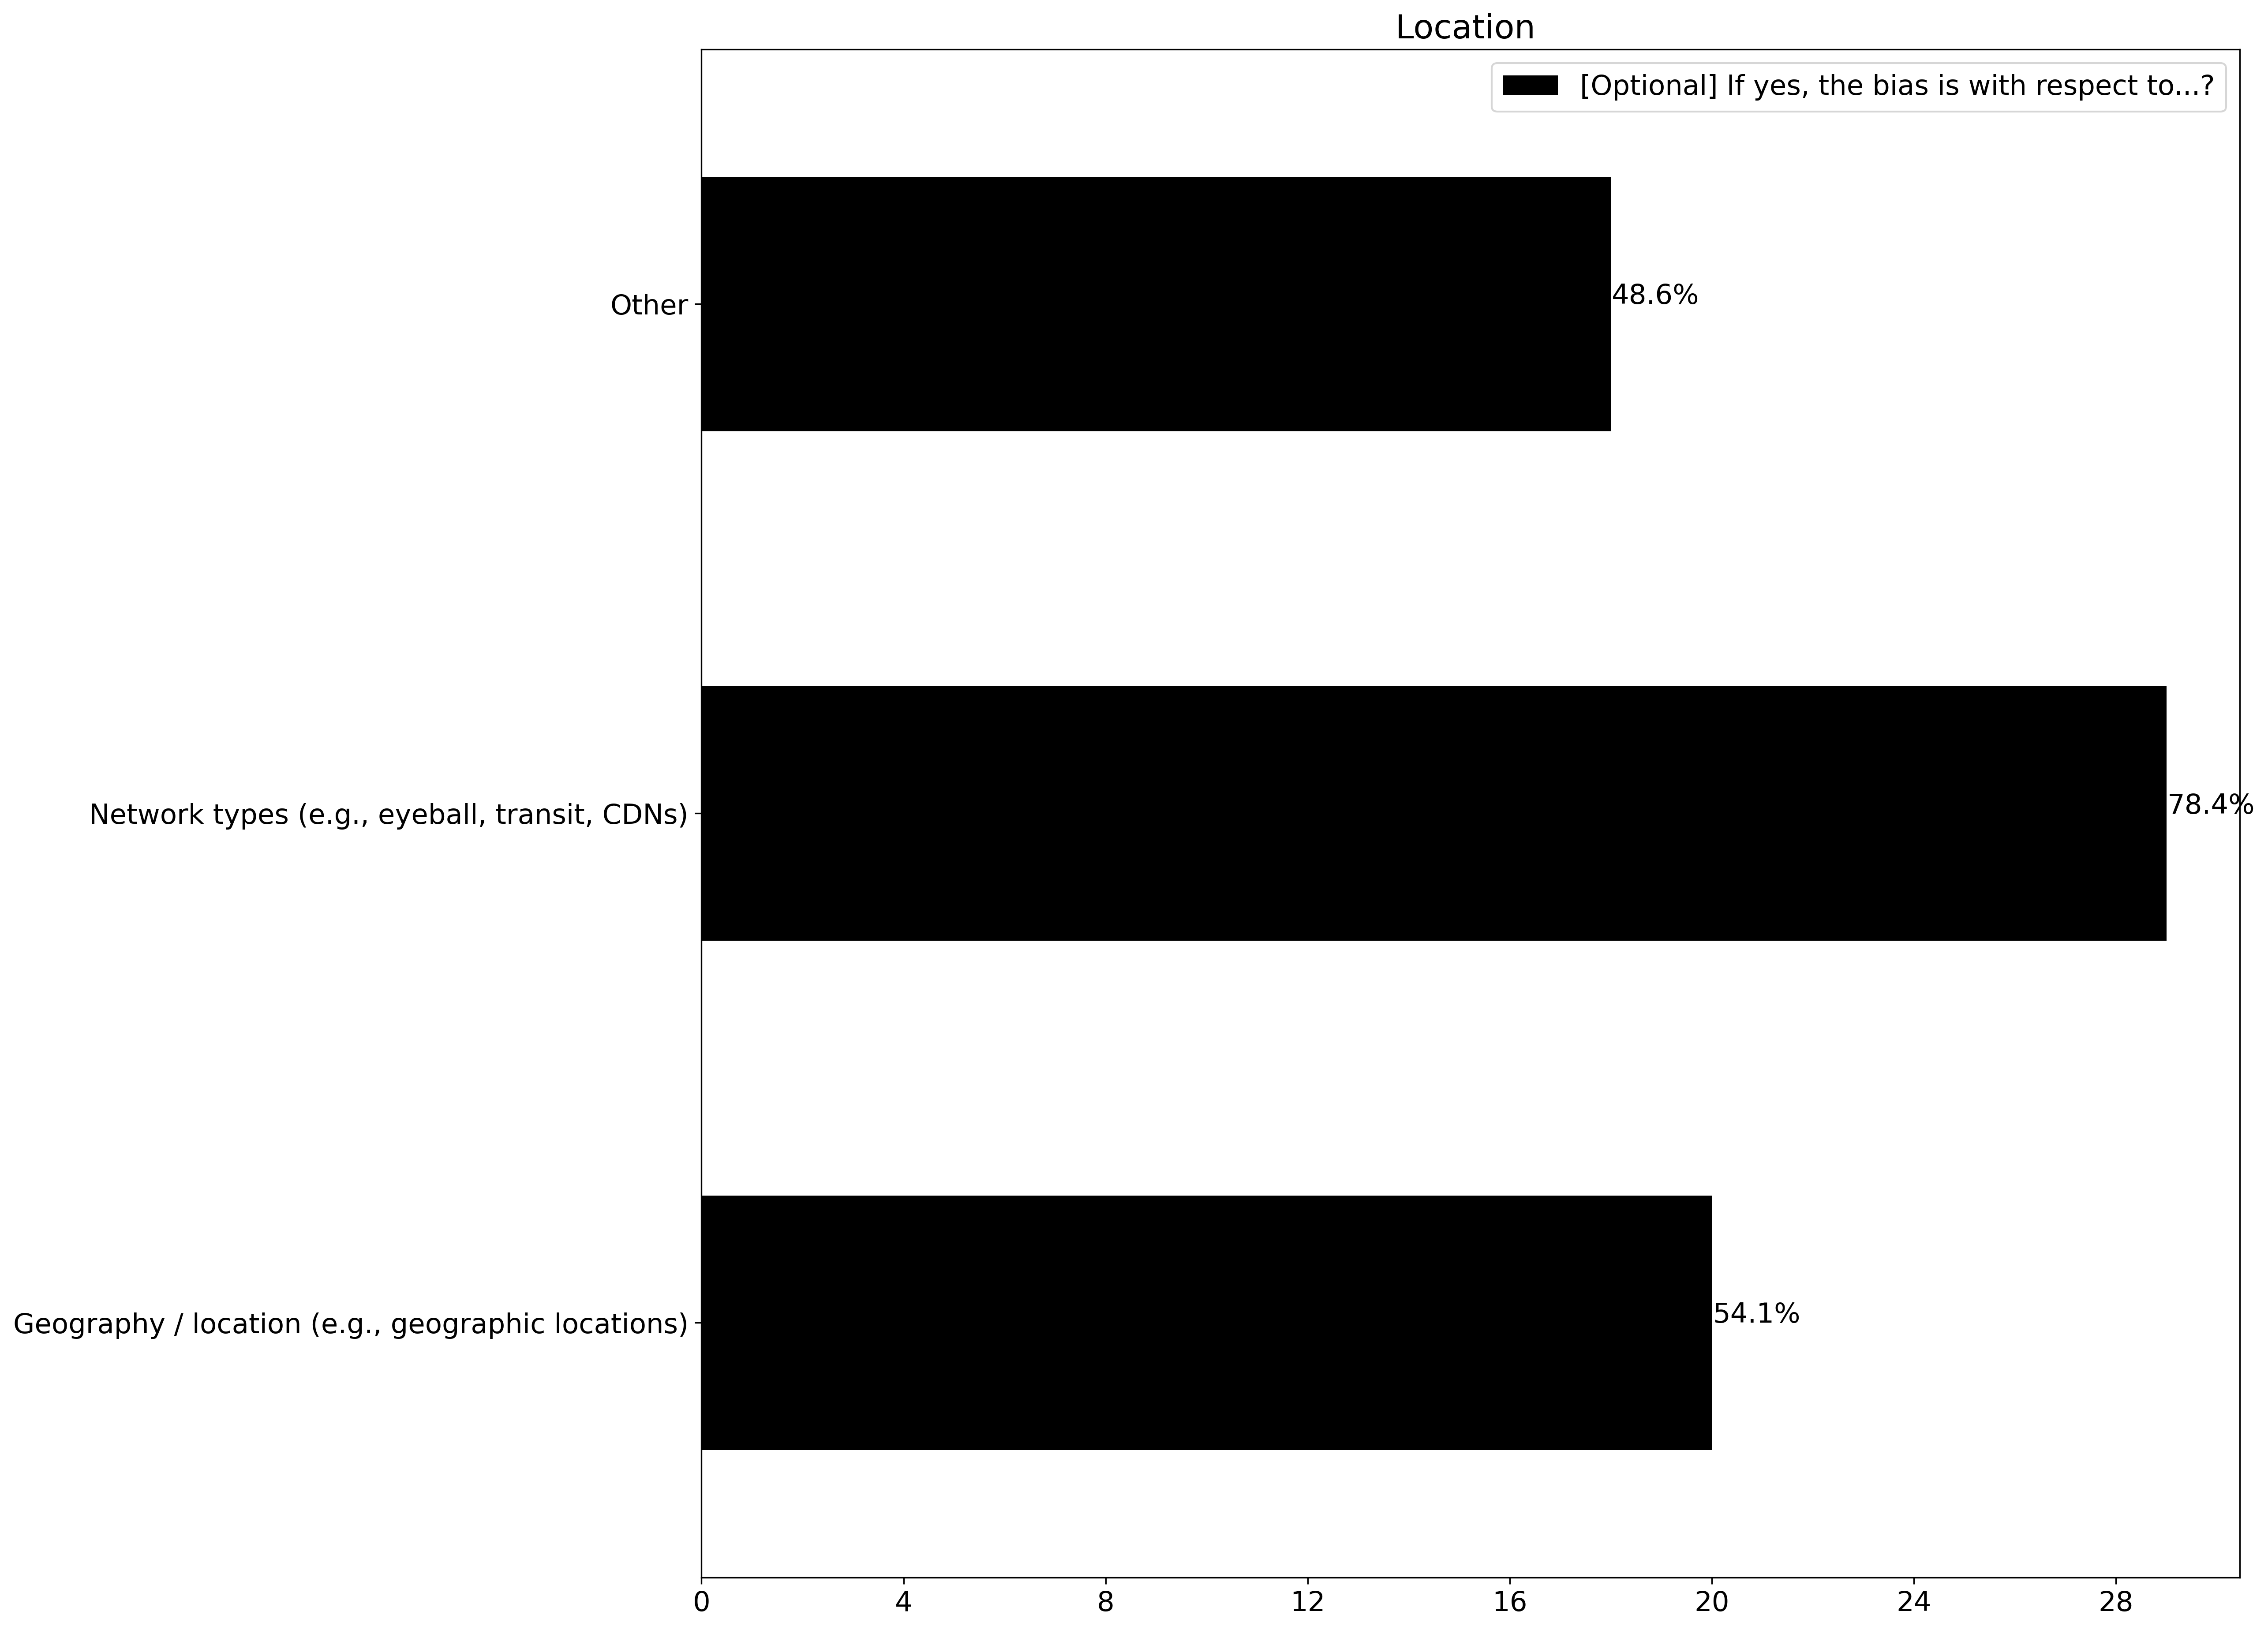 Location
[Optional] If yes, the bias is with respect to...?
Other
48.6%
Network types (e.g., eyeball, transit, CDNs)
78.4%
Geography / location (e.g., geographic locations)
54.1%
0 4 8 12 16 20 24 28